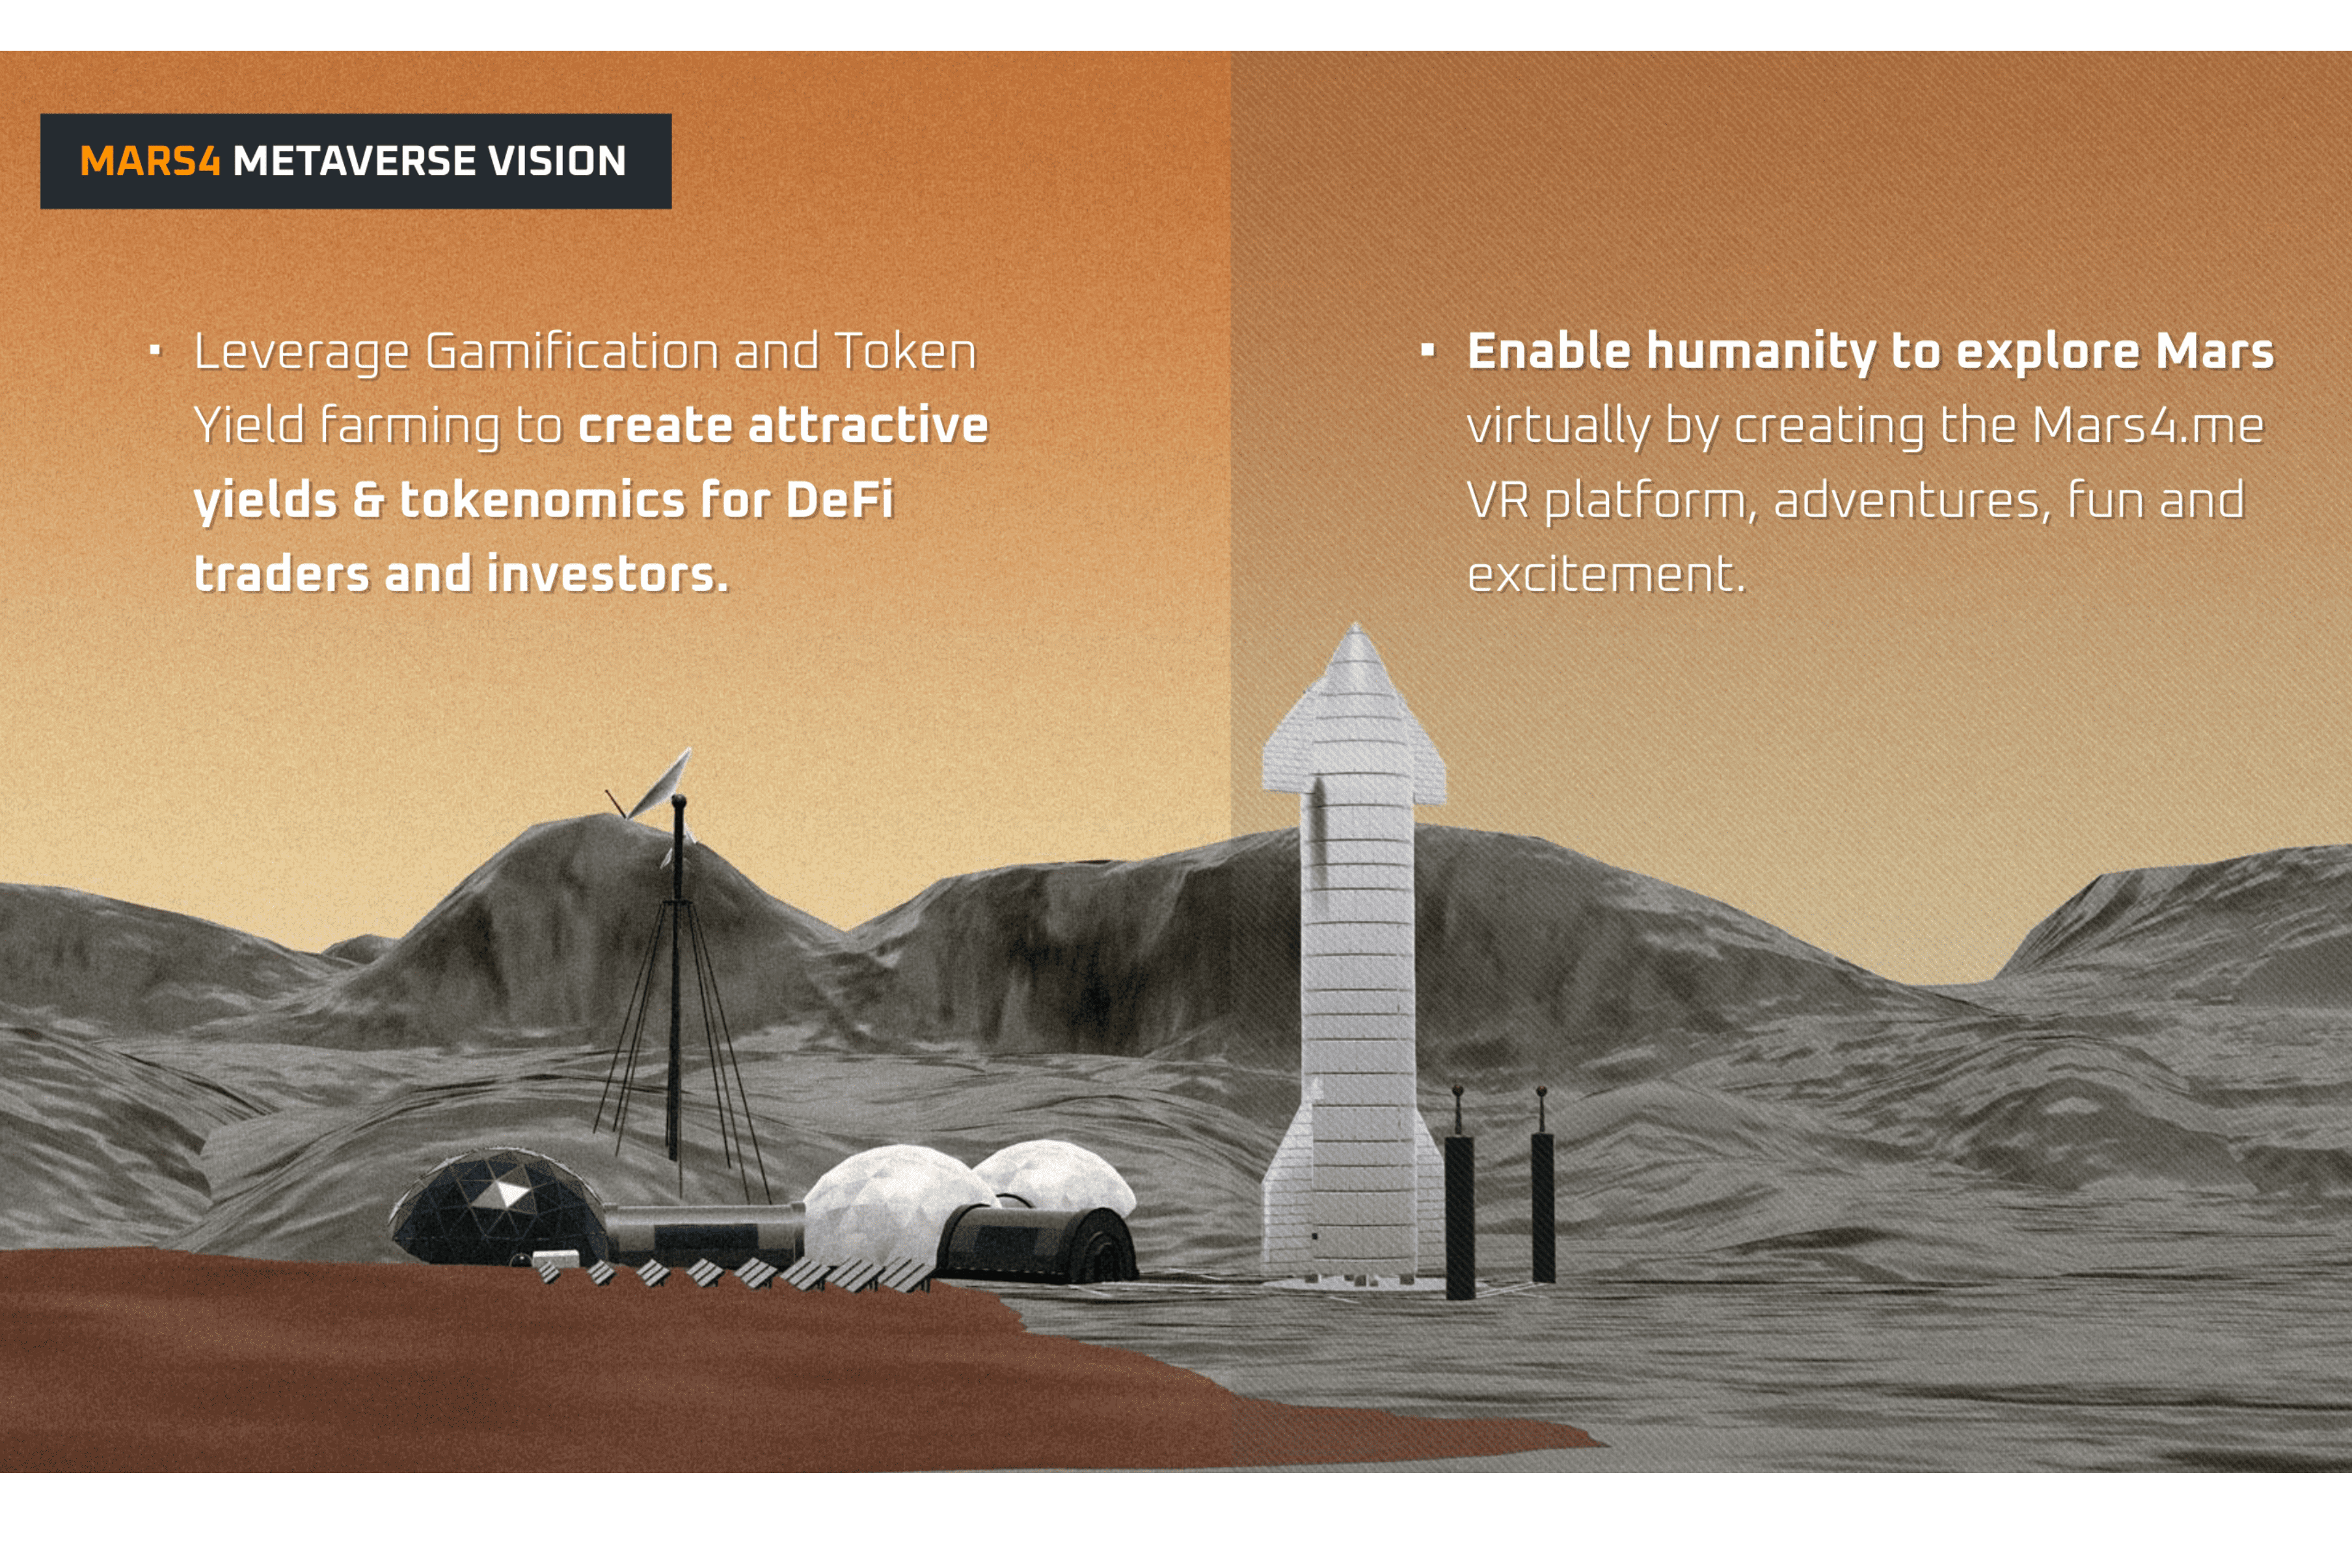 MARS4 METAVERSE VISION
▪ Leverage Gamification and Token
Yield farming to create attractive
yields & tokenomics for DeFi
traders and investors.
▪ Enable humanity to explore Mars
virtually by creating the Mars4.me
VR platform, adventures, fun and
excitement.